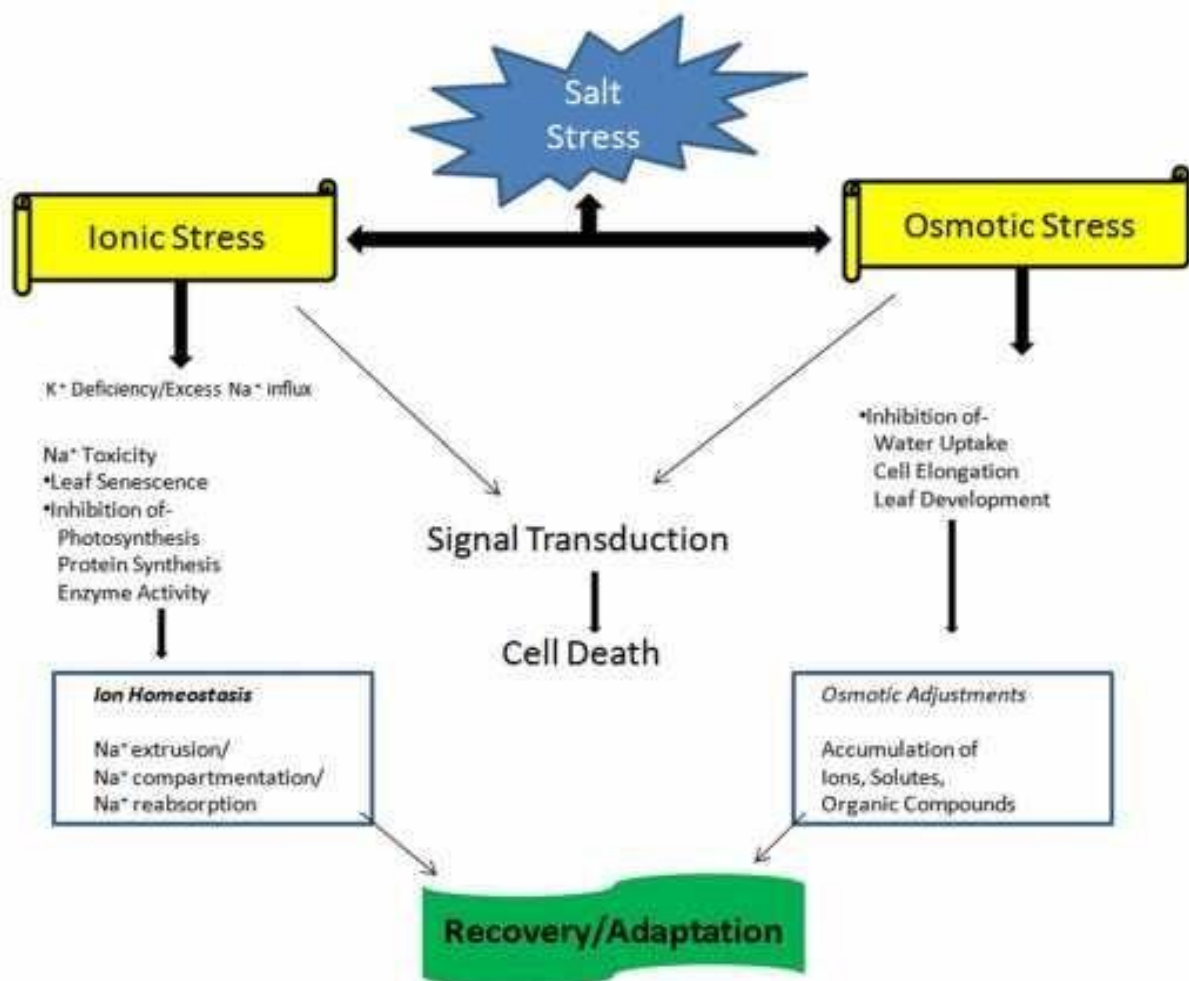 Salt
Stress
Ionic Stress
Osmotic Stress
K⁺ Deficiency/Excess Na⁺ influx
Na⁺ Toxicity
•Leaf Senescence
•Inhibition of-
Photosynthesis
Protein Synthesis
Enzyme Activity
•Inhibition of-
Water Uptake
Cell Elongation
Leaf Development
Signal Transduction
Cell Death
Ion Homeostasis
Na⁺ extrusion/
Na⁺ compartmentation/
Na⁺ reabsorption
Osmotic Adjustments
Accumulation of
Ions, Solutes,
Organic Compounds
Recovery/Adaptation